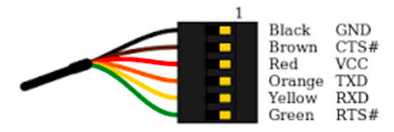 1
Black GND
Brown CTS#
Red VCC
Orange TXD
Yellow RXD
Green RTS#